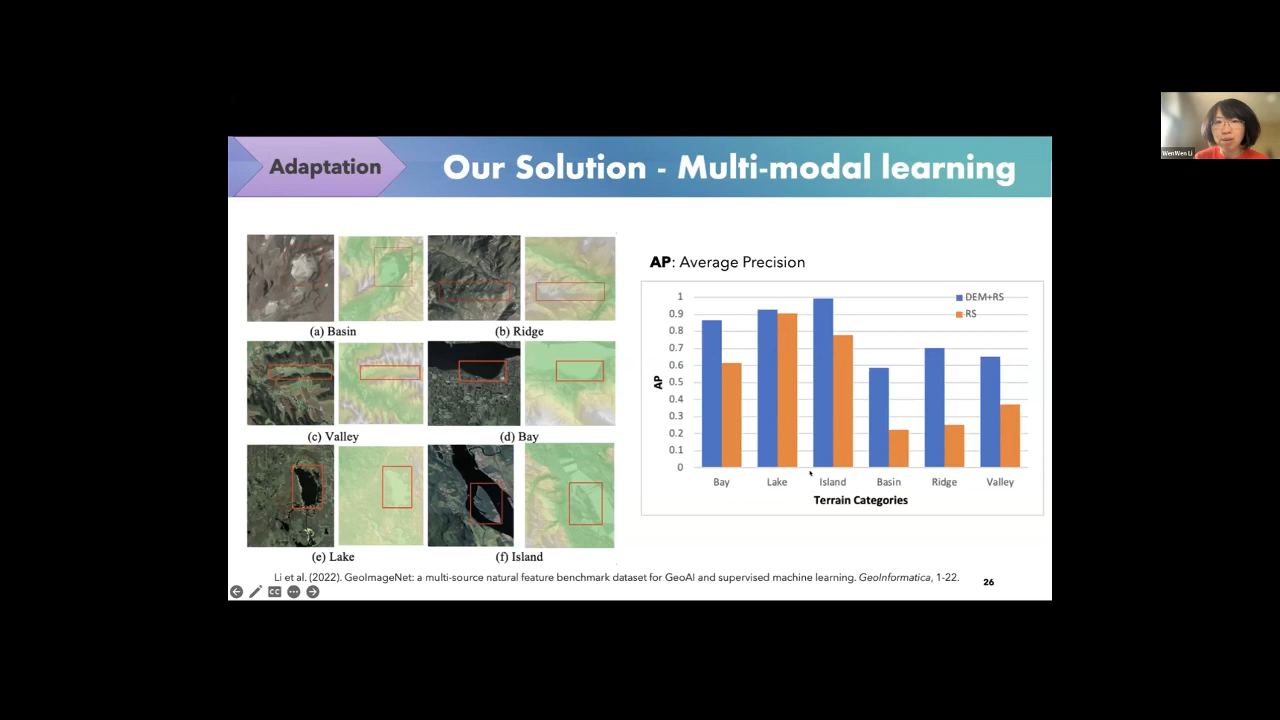 Adaptation
Our Solution - Multi-modal learning
WenWen Li
(a) Basin
(b) Ridge
(c) Valley
(d) Bay
(e) Lake
(f) Island
AP: Average Precision
DEM+RS
RS
1
0.9
0.8
0.7
0.6
0.5
0.4
0.3
0.2
0.1
0
AP
Bay Lake Island Basin Ridge Valley
Terrain Categories
Li et al. (2022). GeoImageNet: a multi-source natural feature benchmark dataset for GeoAI and supervised machine learning. GeoInformatica, 1-22.
26
CC